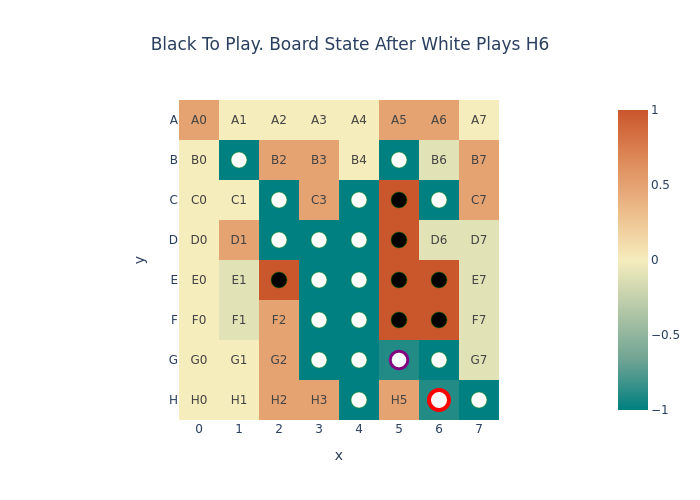 Black To Play. Board State After White Plays H6
A A0 A1 A2 A3 A4 A5 A6 A7
B B0 B2 B3 B4 B6 B7
C C0 C1 C3 C7
D D0 D1 D6 D7
E E0 E1 E7
F F0 F1 F2 F7
G G0 G1 G2 G7
H H0 H1 H2 H3 H5
0 1 2 3 4 5 6 7
x
y
1
0.5
0
−0.5
−1